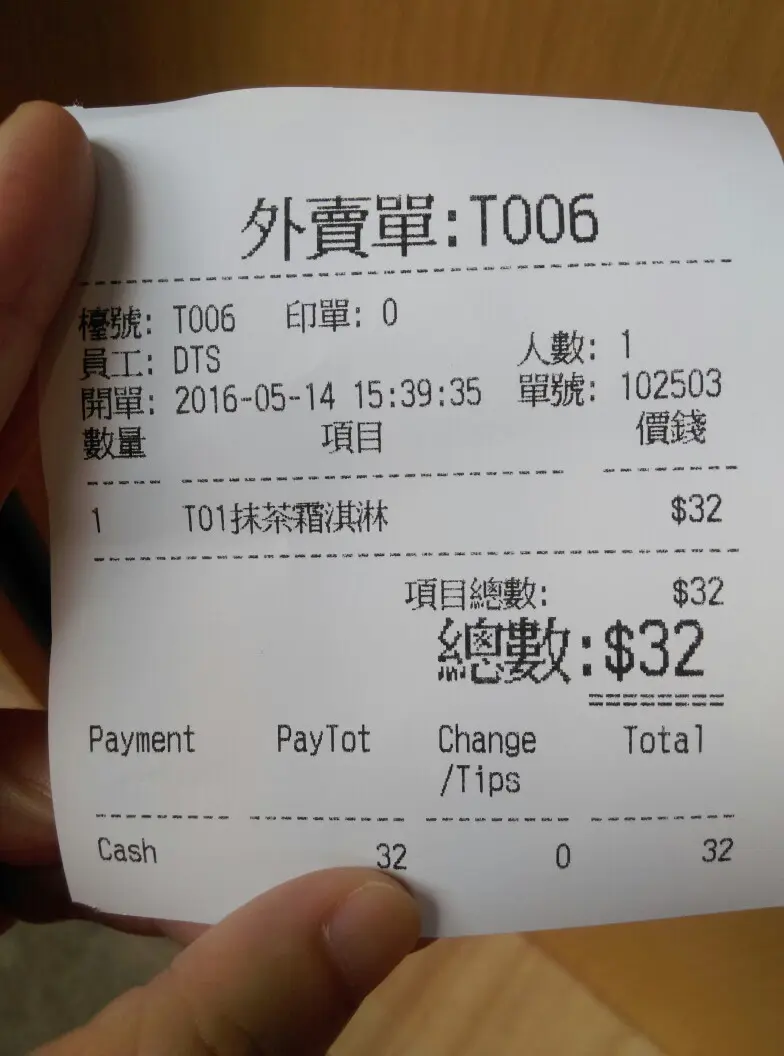 外賣單:T006
檯號: T006 印單: 0
員工: DTS 人數: 1
開單: 2016-05-14 15:39:35 單號: 102503
數量 項目 價錢
1 T01抹茶霜淇淋 $32
項目總數: $32
總數:$32
Payment PayTot Change /Tips Total
Cash 32 0 32